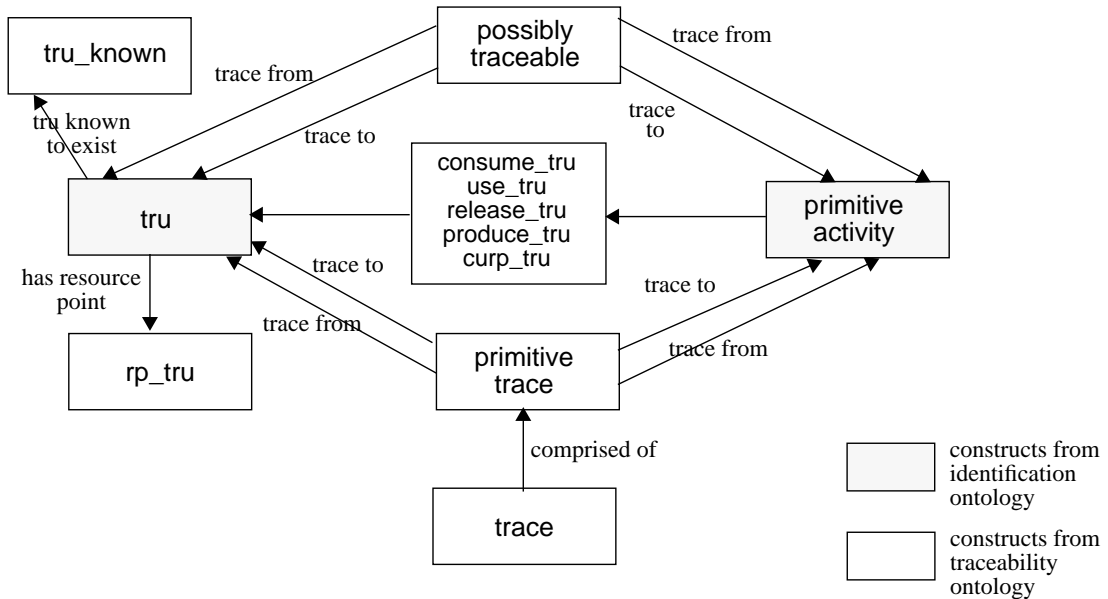 possibly
traceable
tru_known
trace from
trace from
tru known
to exist
trace to
trace
to
consume_tru
use_tru
release_tru
produce_tru
curp_tru
tru
primitive
activity
has resource
point
trace to
trace to
trace from
trace from
rp_tru
primitive
trace
comprised of
trace
constructs from
identification
ontology
constructs from
traceability
ontology